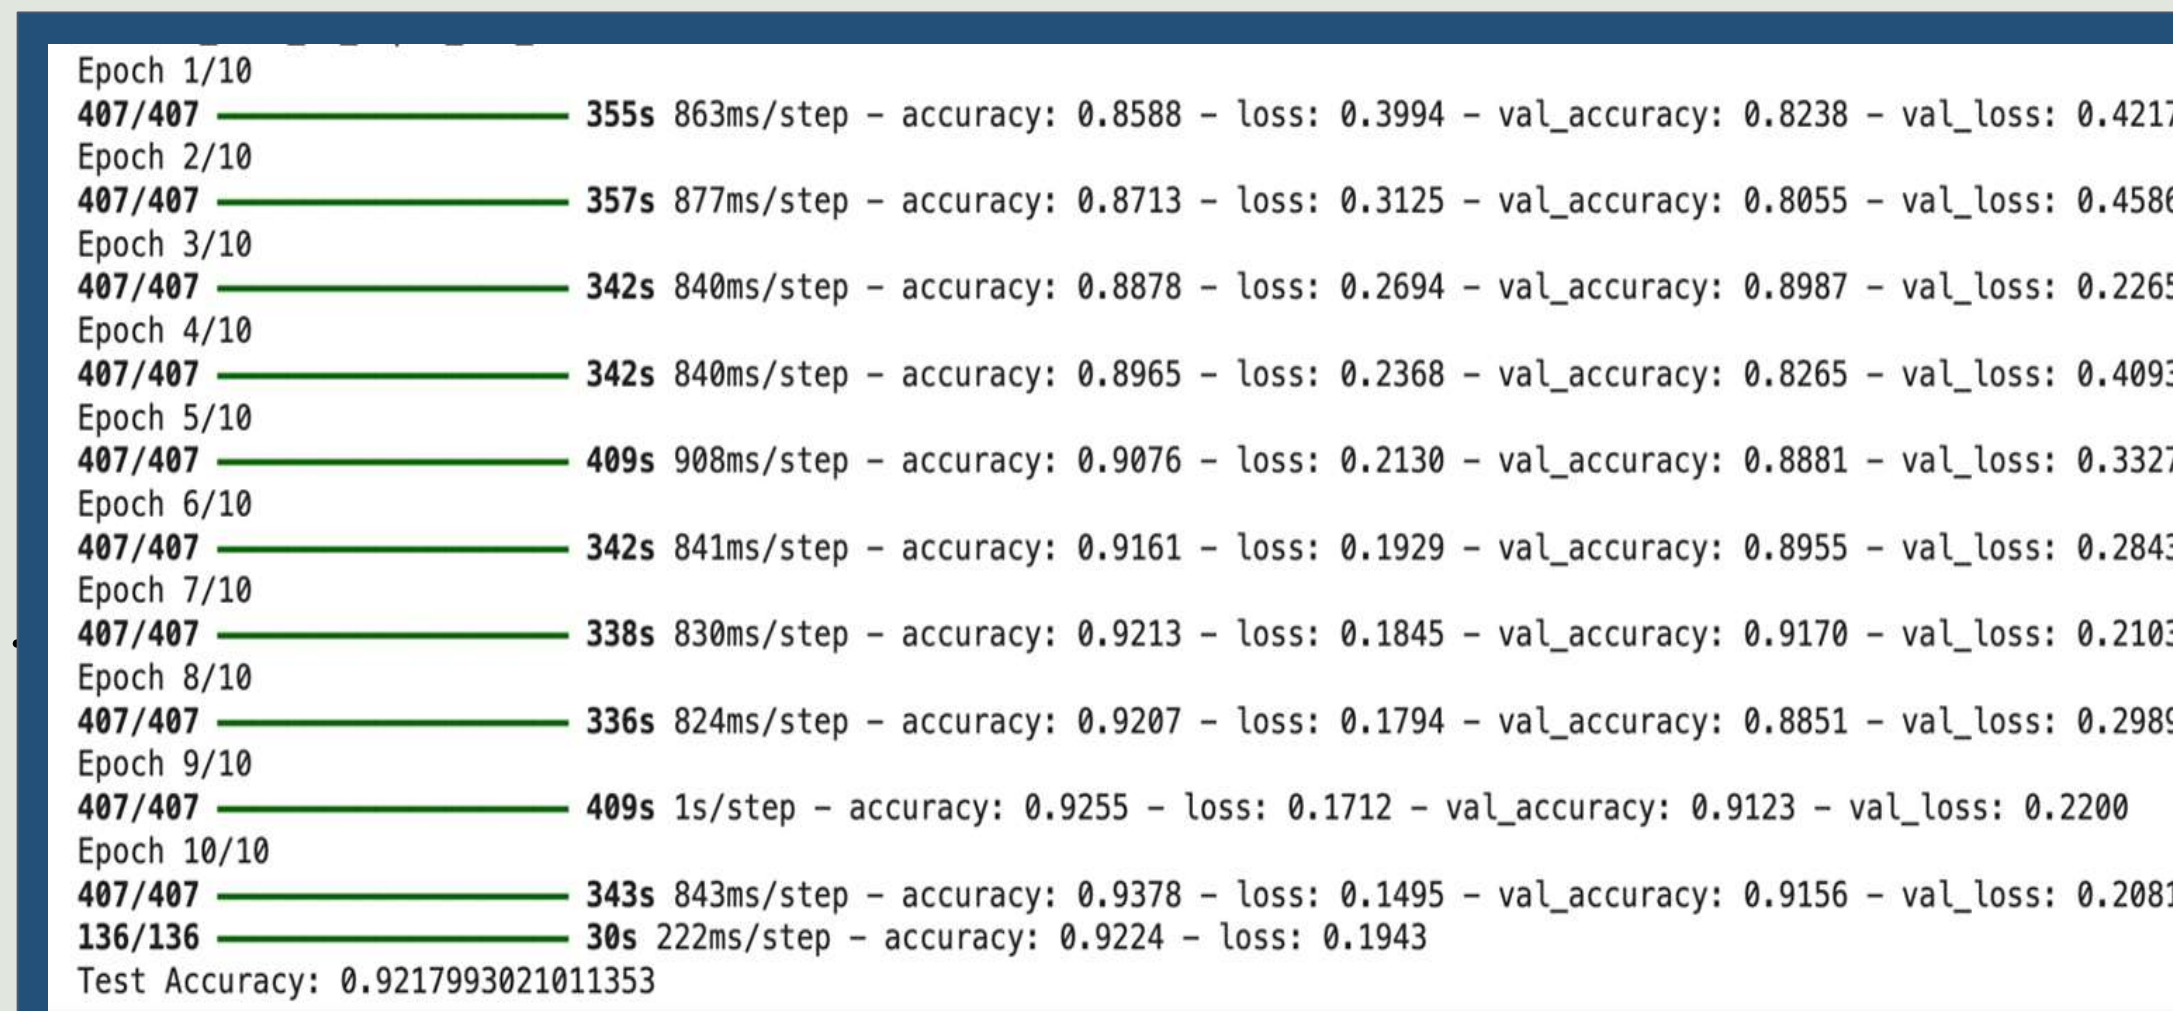 Epoch 1/10
407/407 355s 863ms/step – accuracy: 0.8588 – loss: 0.3994 – val_accuracy: 0.8238 – val_loss: 0.4217
Epoch 2/10
407/407 357s 877ms/step – accuracy: 0.8713 – loss: 0.3125 – val_accuracy: 0.8055 – val_loss: 0.4586
Epoch 3/10
407/407 342s 840ms/step – accuracy: 0.8878 – loss: 0.2694 – val_accuracy: 0.8987 – val_loss: 0.2265
Epoch 4/10
407/407 342s 840ms/step – accuracy: 0.8965 – loss: 0.2368 – val_accuracy: 0.8265 – val_loss: 0.4093
Epoch 5/10
407/407 409s 908ms/step – accuracy: 0.9076 – loss: 0.2130 – val_accuracy: 0.8881 – val_loss: 0.3327
Epoch 6/10
407/407 342s 841ms/step – accuracy: 0.9161 – loss: 0.1929 – val_accuracy: 0.8955 – val_loss: 0.2843
Epoch 7/10
407/407 338s 830ms/step – accuracy: 0.9213 – loss: 0.1845 – val_accuracy: 0.9170 – val_loss: 0.2103
Epoch 8/10
407/407 336s 824ms/step – accuracy: 0.9207 – loss: 0.1794 – val_accuracy: 0.8851 – val_loss: 0.2989
Epoch 9/10
407/407 409s 1s/step – accuracy: 0.9255 – loss: 0.1712 – val_accuracy: 0.9123 – val_loss: 0.2200
Epoch 10/10
407/407 343s 843ms/step – accuracy: 0.9378 – loss: 0.1495 – val_accuracy: 0.9156 – val_loss: 0.2081
136/136 30s 222ms/step – accuracy: 0.9224 – loss: 0.1943
Test Accuracy: 0.9217993021011353